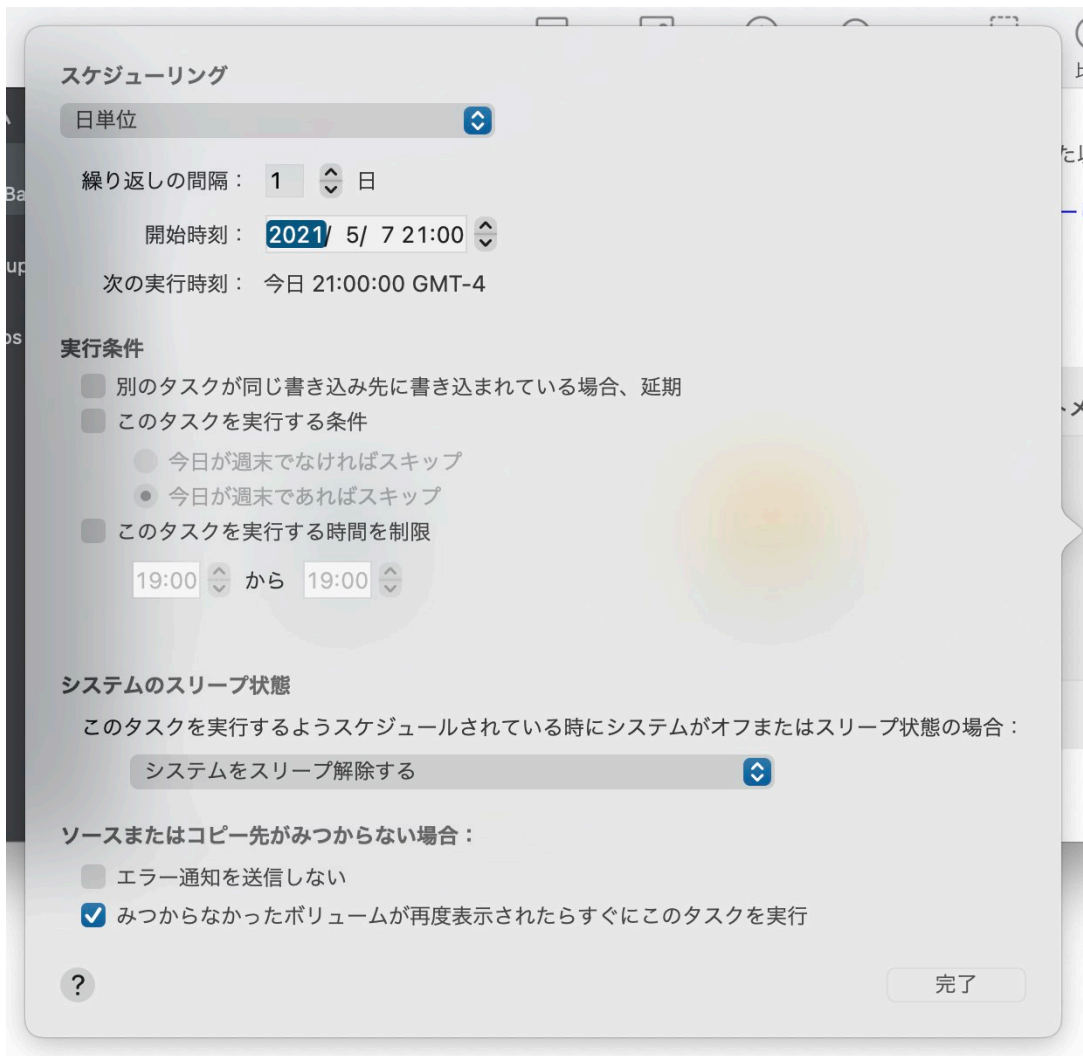 スケジューリング
日単位
繰り返しの間隔： 1 日
開始時刻： 2021/ 5/ 7 21:00
次の実行時刻： 今日 21:00:00 GMT-4
実行条件
別のタスクが同じ書き込み先に書き込まれている場合、延期
このタスクを実行する条件
今日が週末でなければスキップ
今日が週末であればスキップ
このタスクを実行する時間を制限
19:00 から 19:00
システムのスリープ状態
このタスクを実行するようスケジュールされている時にシステムがオフまたはスリープ状態の場合：
システムをスリープ解除する
ソースまたはコピー先がみつからない場合：
エラー通知を送信しない
みつからなかったボリュームが再度表示されたらすぐにこのタスクを実行
? 完了